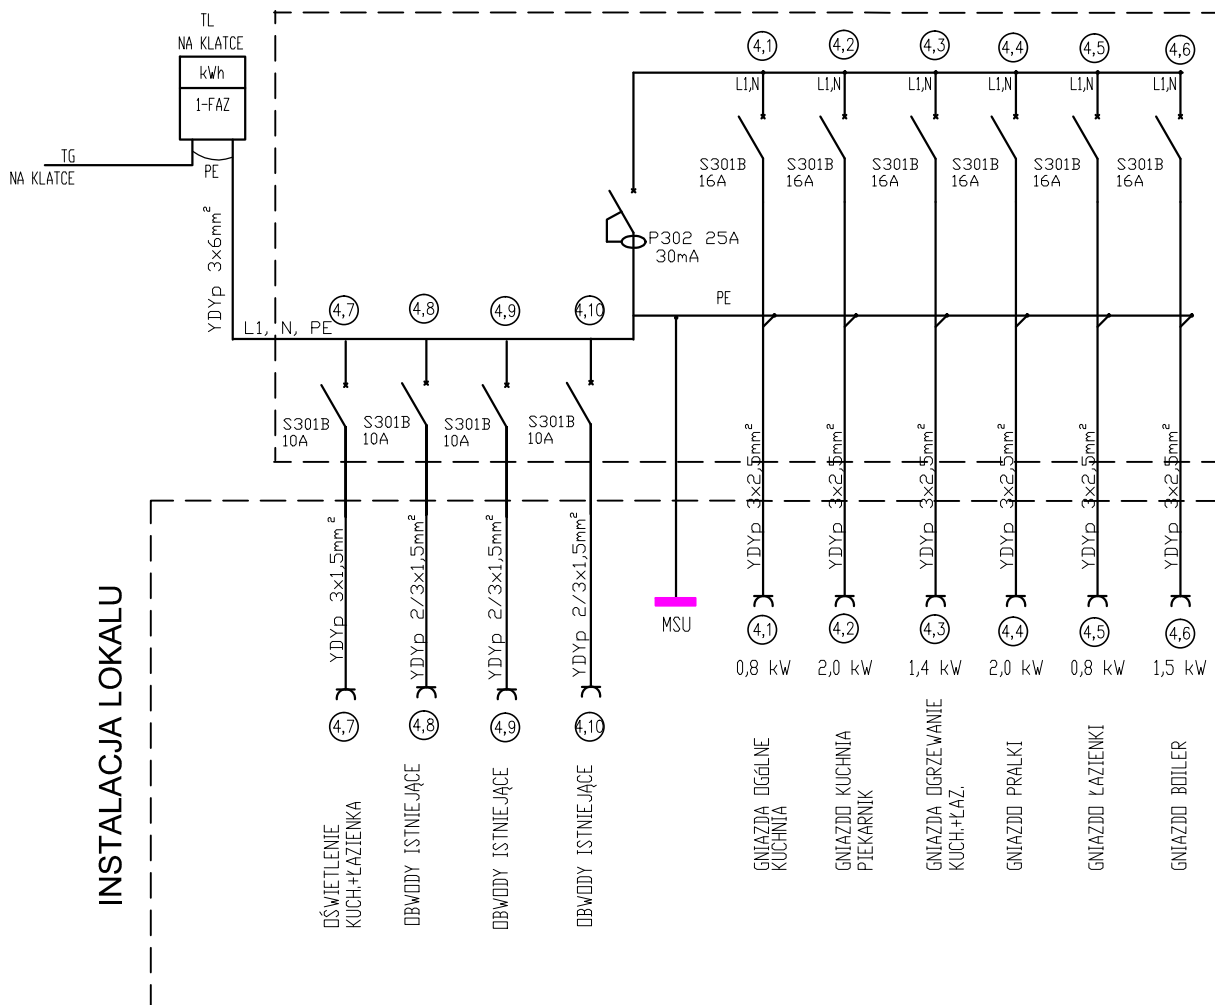 TL
NA KLATCE
kWh
1-FAZ
TG
NA KLATCE
PE
YDYp 3x6mm²
L1, N, PE
4,1
4,2
4,3
4,4
4,5
4,6
L1,N
L1,N
L1,N
L1,N
L1,N
L1,N
S301B
16A
S301B
16A
S301B
16A
S301B
16A
S301B
16A
S301B
16A
P302 25A
30mA
PE
4,7
4,8
4,9
4,10
S301B
10A
S301B
10A
S301B
10A
S301B
10A
YDYp 3x1,5mm²
YDYp 2/3x1,5mm²
YDYp 2/3x1,5mm²
YDYp 2/3x1,5mm²
YDYp 3x2,5mm²
YDYp 3x2,5mm²
YDYp 3x2,5mm²
YDYp 3x2,5mm²
YDYp 3x2,5mm²
YDYp 3x2,5mm²
MSU
4,1
4,2
4,3
4,4
4,5
4,6
0,8 kW
2,0 kW
1,4 kW
2,0 kW
0,8 kW
1,5 kW
4,7
4,8
4,9
4,10
INSTALACJA LOKALU
OŚWIETLENIE
KUCH.+ŁAZIENKA
OBWODY ISTNIEJĄCE
OBWODY ISTNIEJĄCE
OBWODY ISTNIEJĄCE
GNIAZDA OGÓLNE
KUCHNIA
GNIAZDO KUCHNIA
PIEKARNIK
GNIAZDA OGRZEWANIE
KUCH.+ŁAZ.
GNIAZDO PRALKI
GNIAZDO ŁAZIENKI
GNIAZDO BOILER